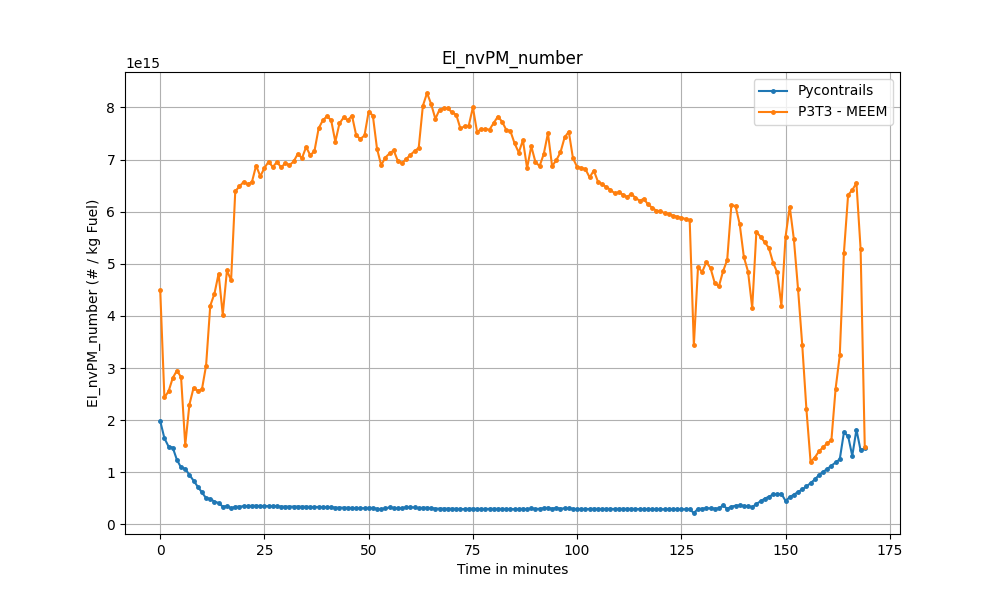 EI_nvPM_number
1e15
Pycontrails
P3T3 - MEEM
8
7
6
5
4
3
2
1
0
EI_nvPM_number (# / kg Fuel)
0 25 50 75 100 125 150 175
Time in minutes